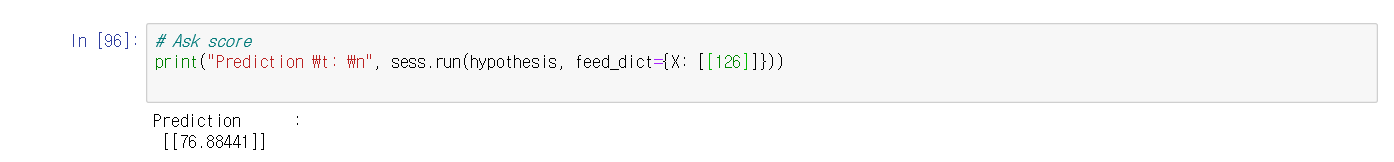 In [96]:
# Ask score
print("Prediction ₩t: ₩n", sess.run(hypothesis, feed_dict={X: [[126]]}))
Prediction :
[[76.88441]]